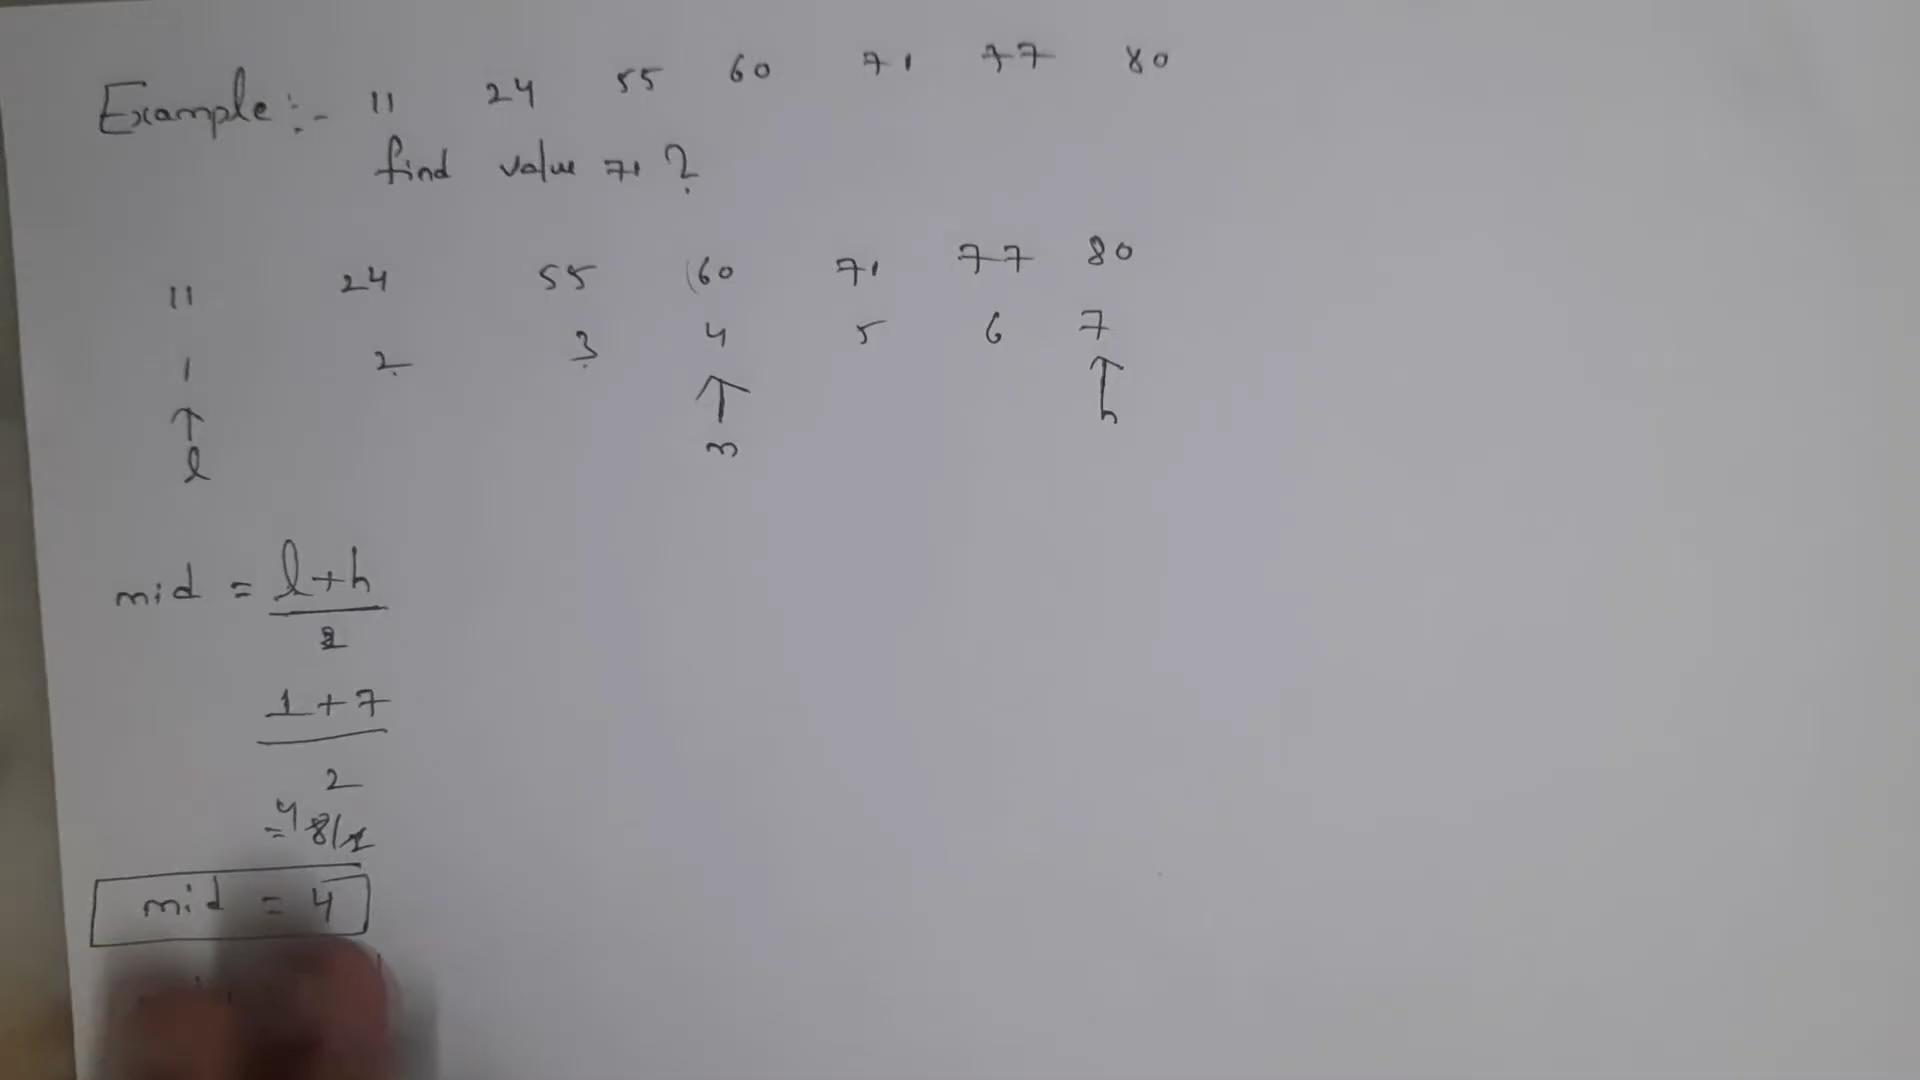 Example :- 11 24 55 60 71 77 80
find value 71 ?
11 24 55 60 71 77 80
1 2 3 4 5 6 7
↑ ↑ ↑
l m h
mid = l+h
2
1+7
2
=4 8/2
mid = 4